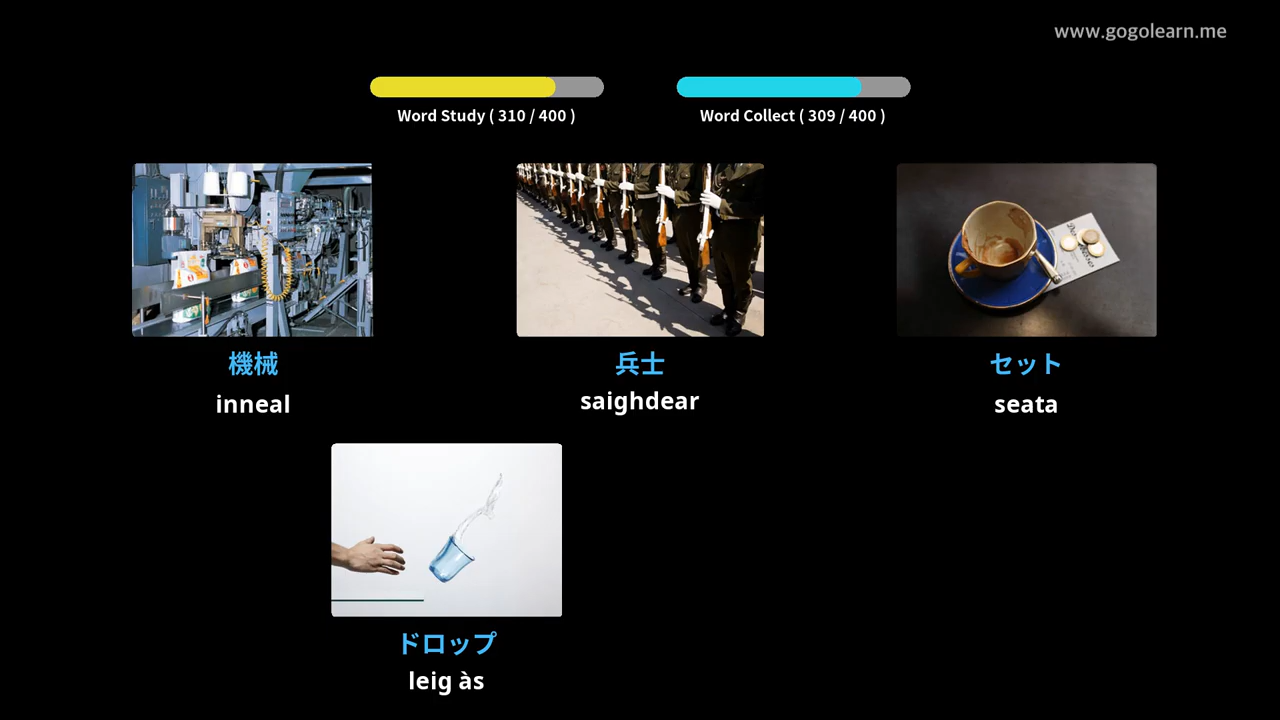 www.gogolearn.me
Word Study ( 310 / 400 )
Word Collect ( 309 / 400 )
機械
inneal
兵士
saighdear
セット
seata
ドロップ
leig às